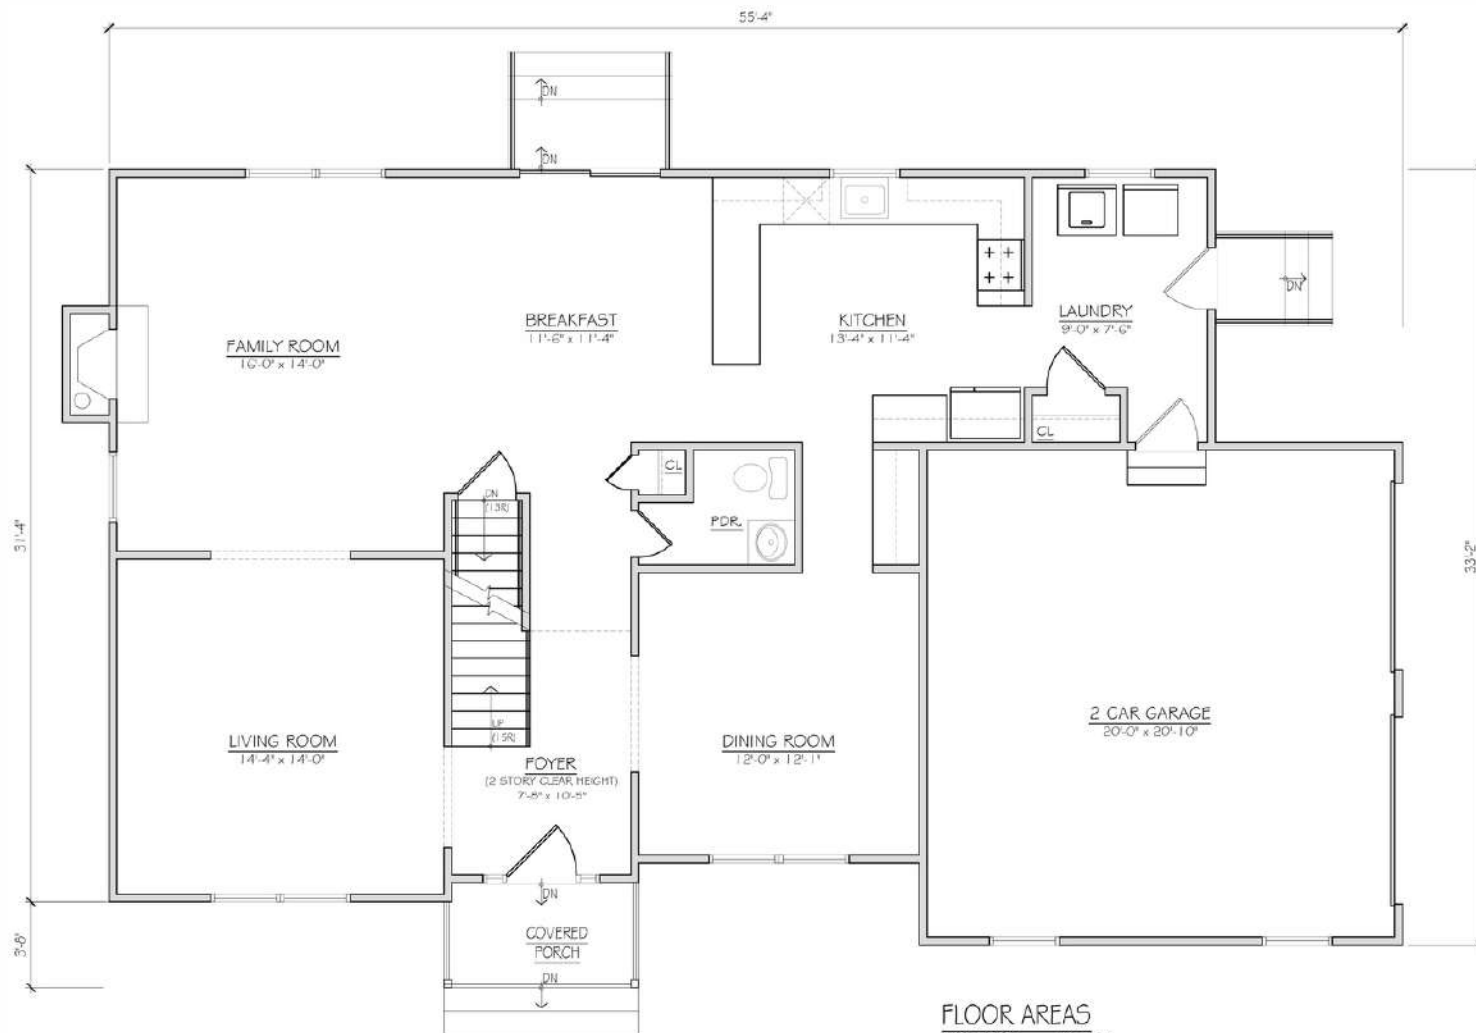 55'-4"
DN
DN
BREAKFAST
11'-6" x 11'-4"
KITCHEN
13'-4" x 11'-4"
LAUNDRY
9'-0" x 7'-6"
DN
FAMILY ROOM
16'-0" x 14'-0"
CL
CL
DN
(13R)
PDR.
31'-4"
33'-2"
2 CAR GARAGE
20'-0" x 20'-10"
UP
(15R)
LIVING ROOM
14'-4" x 14'-0"
DINING ROOM
12'-0" x 12'-1"
FOYER
(2 STORY CLEAR HEIGHT)
7'-8" x 10'-8"
DN
COVERED
PORCH
3'-8"
DN
FLOOR AREAS